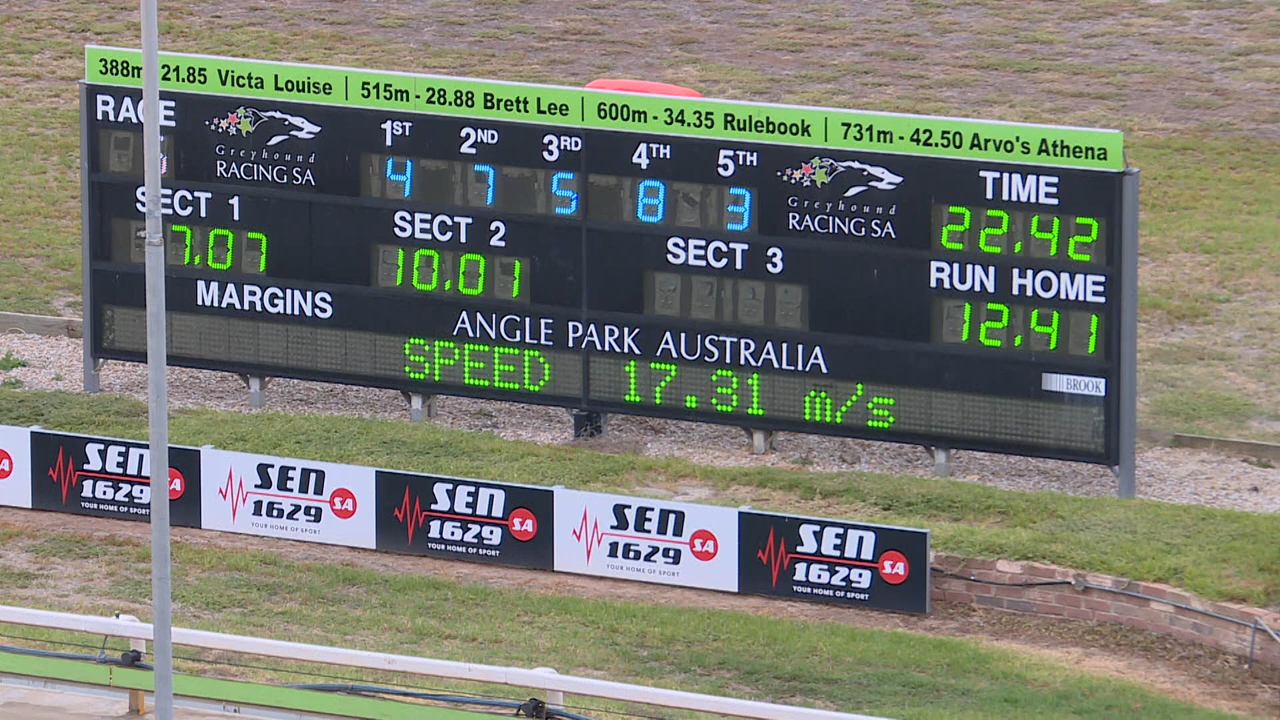 388m 21.85 Victa Louise | 515m - 28.88 Brett Lee | 600m - 34.35 Rulebook | 731m - 42.50 Arvo's Athena
RACE
Greyhound
RACING SA
1ST 2ND 3RD 4TH 5TH
4 7 5 8 3
Greyhound
RACING SA
TIME
22.42
SECT 1
7.07
SECT 2
10.01
SECT 3
RUN HOME
12.41
MARGINS
ANGLE PARK AUSTRALIA
SPEED 17.31 m/s
BROOK
SEN
1629
YOUR HOME OF SPORT
SEN
1629 SA
YOUR HOME OF SPORT
SEN
1629 SA
YOUR HOME OF SPORT
SEN
1629 SA
YOUR HOME OF SPORT
SEN
1629 SA
YOUR HOME OF SPORT